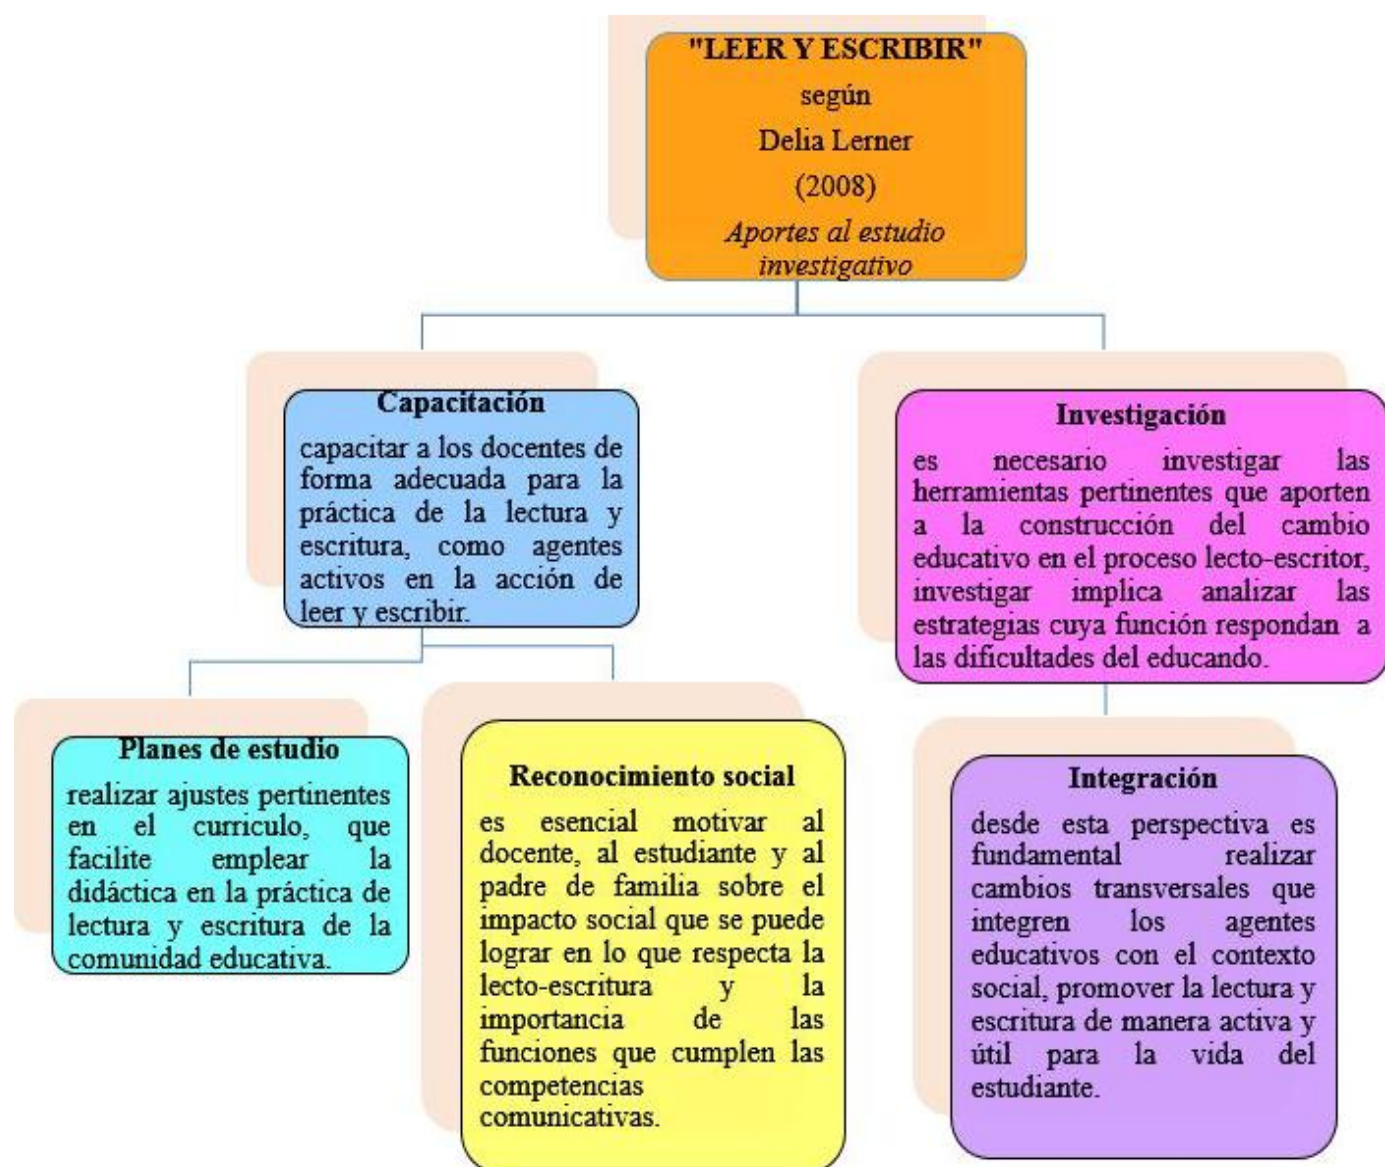 "LEER Y ESCRIBIR"
según
Delia Lerner
(2008)
Aportes al estudio
investigativo
Capacitación
capacitar a los docentes de
forma adecuada para la
práctica de la lectura y
escritura, como agentes
activos en la acción de
leer y escribir.
Investigación
es necesario investigar las
herramientas pertinentes que aporten
a la construcción del cambio
educativo en el proceso lecto-escritor,
investigar implica analizar las
estrategias cuya función respondan a
las dificultades del educando.
Planes de estudio
realizar ajustes pertinentes
en el curriculo, que
facilite emplear la
didáctica en la práctica de
lectura y escritura de la
comunidad educativa.
Reconocimiento social
es esencial motivar al
docente, al estudiante y al
padre de familia sobre el
impacto social que se puede
lograr en lo que respecta la
lecto-escritura y la
importancia de las
funciones que cumplen las
competencias
comunicativas.
Integración
desde esta perspectiva es
fundamental realizar
cambios transversales que
integren los agentes
educativos con el contexto
social, promover la lectura y
escritura de manera activa y
útil para la vida del
estudiante.